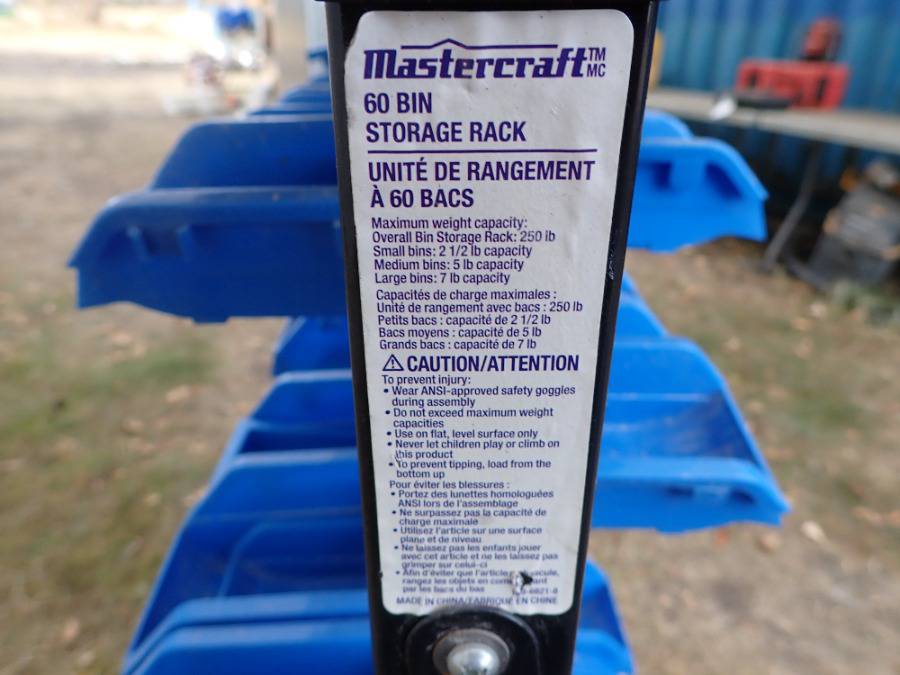 Mastercraft TM MC
60 BIN
STORAGE RACK
UNITÉ DE RANGEMENT
À 60 BACS
Maximum weight capacity:
Overall Bin Storage Rack: 250 lb
Small bins: 2 1/2 lb capacity
Medium bins: 5 lb capacity
Large bins: 7 lb capacity
Capacités de charge maximales :
Unité de rangement avec bacs : 250 lb
Petits bacs : capacité de 2 1/2 lb
Bacs moyens : capacité de 5 lb
Grands bacs : capacité de 7 lb
⚠ CAUTION/ATTENTION
To prevent injury:
• Wear ANSI-approved safety goggles
during assembly
• Do not exceed maximum weight
capacities
• Use on flat, level surface only
• Never let children play or climb on
this product
• To prevent tipping, load from the
bottom up
Pour éviter les blessures :
• Portez des lunettes homologuées
ANSI lors de l'assemblage
• Ne surpassez pas la capacité de
charge maximale
• Utilisez l'article sur une surface
plane et de niveau
• Ne laissez pas les enfants jouer
avec cet article et ne les laissez pas
grimper sur celui-ci
• Afin d'éviter que l'article
rangez les objets en
par les bacs du bas
MADE IN CHINA/FABRIQUÉ EN CHINE